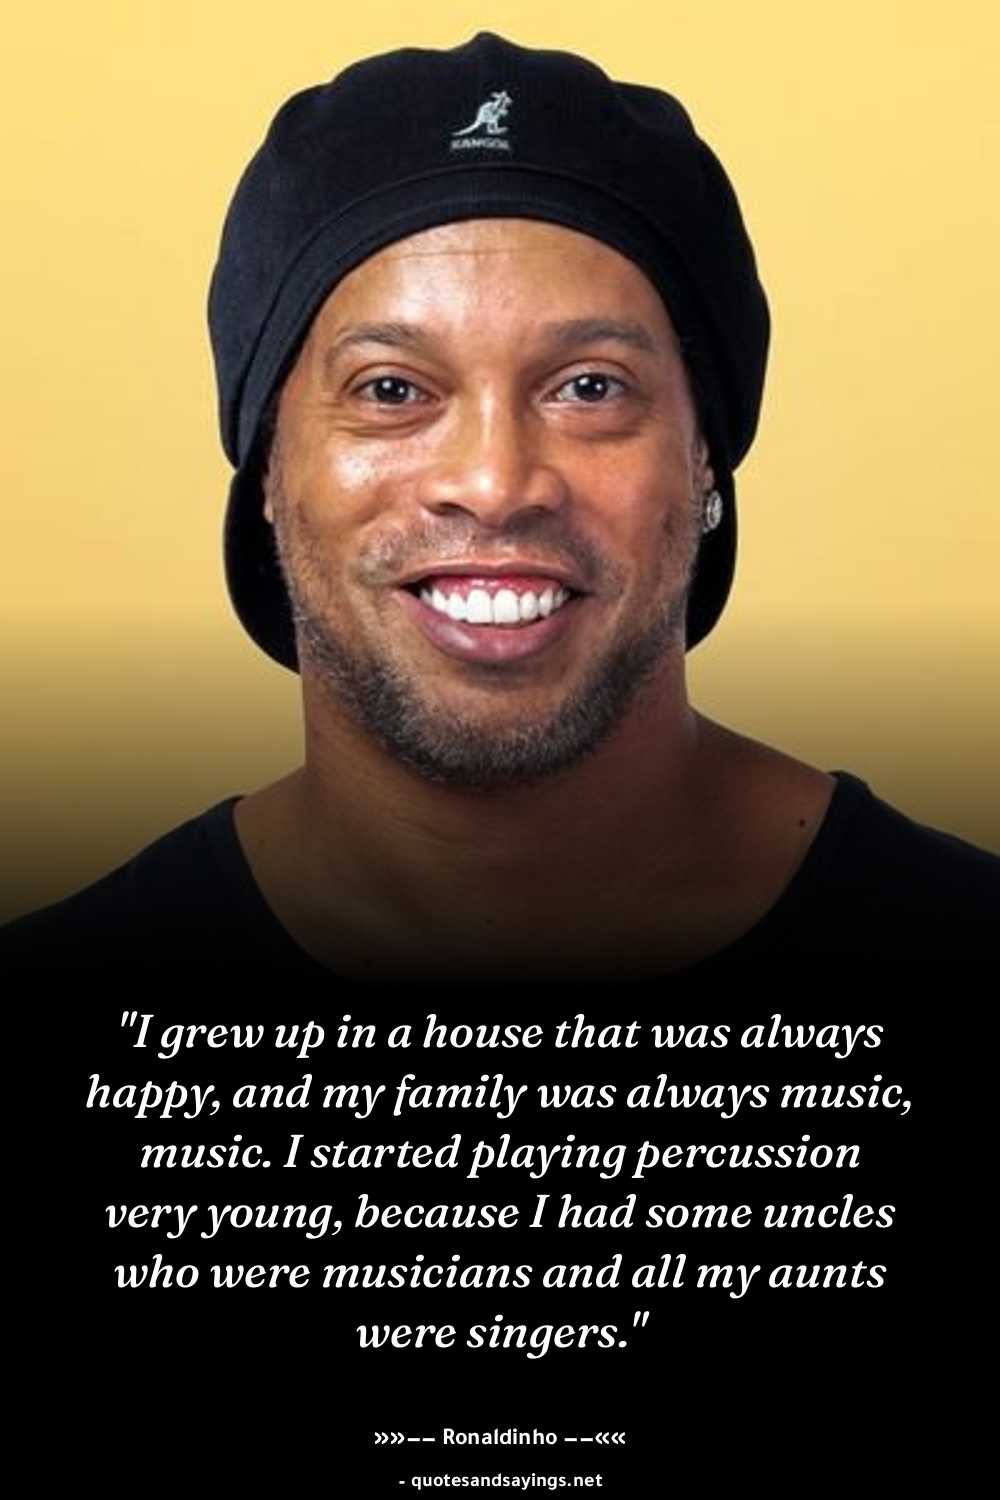 KANGOL
"I grew up in a house that was always
happy, and my family was always music,
music. I started playing percussion
very young, because I had some uncles
who were musicians and all my aunts
were singers."
»»−− Ronaldinho −−««
- quotesandsayings.net